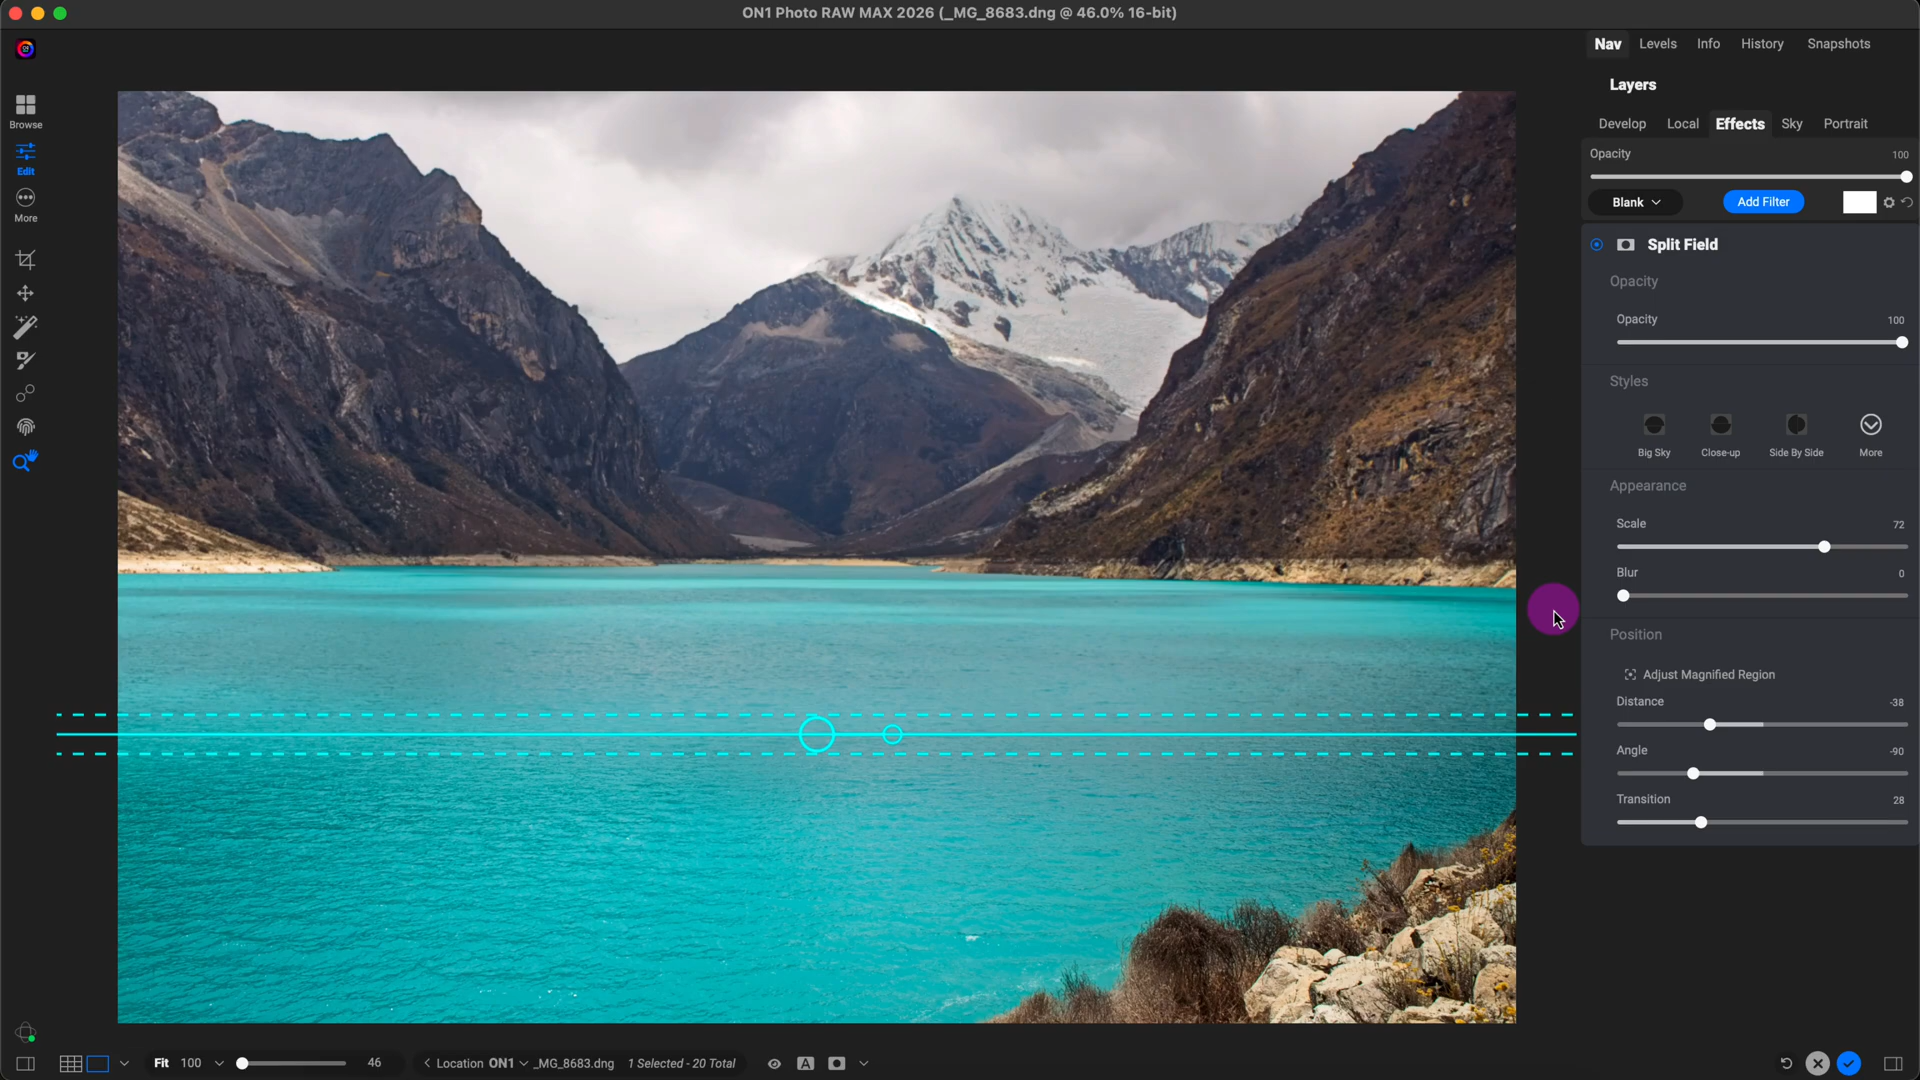 ON1 Photo RAW MAX 2026 (_MG_8683.dng @ 46.0% 16-bit)
Nav Levels Info History Snapshots
Layers
Browse
Develop Local Effects Sky Portrait
Opacity 100
Edit
Blank Add Filter
More
Split Field
Opacity
Opacity 100
Styles
Big Sky Close-up Side By Side More
Appearance
Scale 72
Blur 0
Position
Adjust Magnified Region
Distance -38
Angle -90
Transition 28
Fit 100 46 Location ON1 _MG_8683.dng 1 Selected - 20 Total A